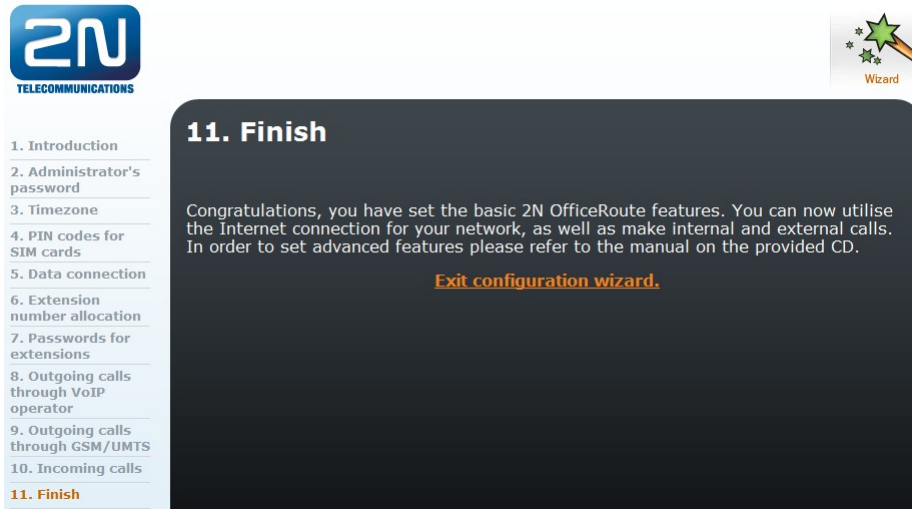 2N
TELECOMMUNICATIONS
Wizard
1. Introduction
2. Administrator's
password
3. Timezone
4. PIN codes for
SIM cards
5. Data connection
6. Extension
number allocation
7. Passwords for
extensions
8. Outgoing calls
through VoIP
operator
9. Outgoing calls
through GSM/UMTS
10. Incoming calls
11. Finish
11. Finish
Congratulations, you have set the basic 2N OfficeRoute features. You can now utilise
the Internet connection for your network, as well as make internal and external calls.
In order to set advanced features please refer to the manual on the provided CD.
Exit configuration wizard.